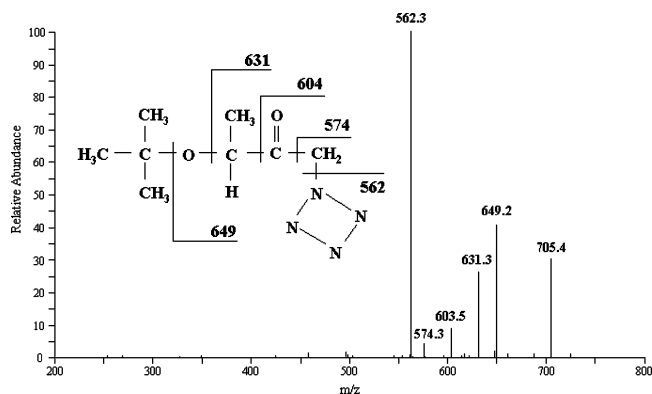 562.3
100
90
80
70
60
50
40
30
20
10
0
Relative Abundance
631
604
CH3 CH3 O 574
H3C C O C C CH2
CH3 H N 562
649 N N
N
649.2
705.4
631.3
603.5
574.3
200 300 400 500 600 700 800
m/z